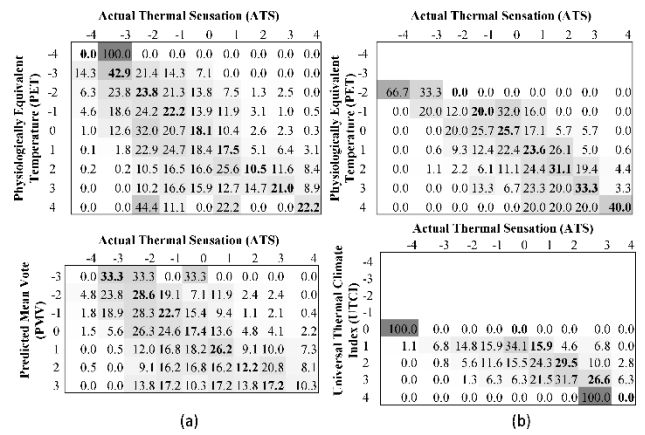 Actual Thermal Sensation (ATS)
-4 -3 -2 -1 0 1 2 3 4
Physiologically Equivalent
Temperature (PET)
-4 0.0 100.0 0.0 0.0 0.0 0.0 0.0 0.0 0.0
-3 14.3 42.9 21.4 14.3 7.1 0.0 0.0 0.0 0.0
-2 6.3 23.8 23.8 21.3 13.8 7.5 1.3 2.5 0.0
-1 4.6 18.6 24.2 22.2 13.9 11.9 3.1 1.0 0.5
0 1.0 12.6 32.0 20.7 18.1 10.4 2.6 2.3 0.3
1 0.1 1.8 22.9 24.7 18.4 17.5 5.1 6.4 3.1
2 0.2 0.2 10.5 16.5 16.6 25.6 10.5 11.6 8.4
3 0.0 0.0 10.2 16.6 15.9 12.7 14.7 21.0 8.9
4 0.0 0.0 44.4 11.1 0.0 22.2 0.0 0.0 22.2
Actual Thermal Sensation (ATS)
-4 -3 -2 -1 0 1 2 3 4
Physiologically Equivalent
Temperature (PET)
-4
-3
-2 66.7 33.3 0.0 0.0 0.0 0.0 0.0 0.0 0.0
-1 0.0 20.0 12.0 20.0 32.0 16.0 0.0 0.0 0.0
0 0.0 0.0 20.0 25.7 25.7 17.1 5.7 5.7 0.0
1 0.0 0.6 9.3 12.4 22.4 23.6 26.1 5.0 0.6
2 0.0 1.1 2.2 6.1 11.1 24.4 31.1 19.4 4.4
3 0.0 0.0 0.0 13.3 6.7 23.3 20.0 33.3 3.3
4 0.0 0.0 0.0 0.0 0.0 20.0 20.0 20.0 40.0
Actual Thermal Sensation (ATS)
-4 -3 -2 -1 0 1 2 3 4
Predicted Mean Vote
(PMV)
-3 0.0 33.3 33.3 0.0 33.3 0.0 0.0 0.0 0.0
-2 4.8 23.8 28.6 19.1 7.1 11.9 2.4 2.4 0.0
-1 1.8 18.9 28.3 22.7 15.4 9.4 1.1 2.1 0.4
0 1.5 5.6 26.3 24.6 17.4 13.6 4.8 4.1 2.2
1 0.0 0.5 12.0 16.8 18.2 26.2 9.1 10.0 7.3
2 0.5 0.0 9.1 16.2 16.8 16.2 12.2 20.8 8.1
3 0.0 0.0 13.8 17.2 10.3 17.2 13.8 17.2 10.3
Actual Thermal Sensation (ATS)
-4 -3 -2 -1 0 1 2 3 4
Universal Thermal Climate
Index (UTCI)
-4
-3
-2
-1
0 100.0 0.0 0.0 0.0 0.0 0.0 0.0 0.0 0.0
1 1.1 6.8 14.8 15.9 34.1 15.9 4.6 6.8 0.0
2 0.0 0.8 5.6 11.6 15.5 24.3 29.5 10.0 2.8
3 0.0 0.0 1.3 6.3 6.3 21.5 31.7 26.6 6.3
4 0.0 0.0 0.0 0.0 0.0 0.0 0.0 100.0 0.0
(a)
(b)